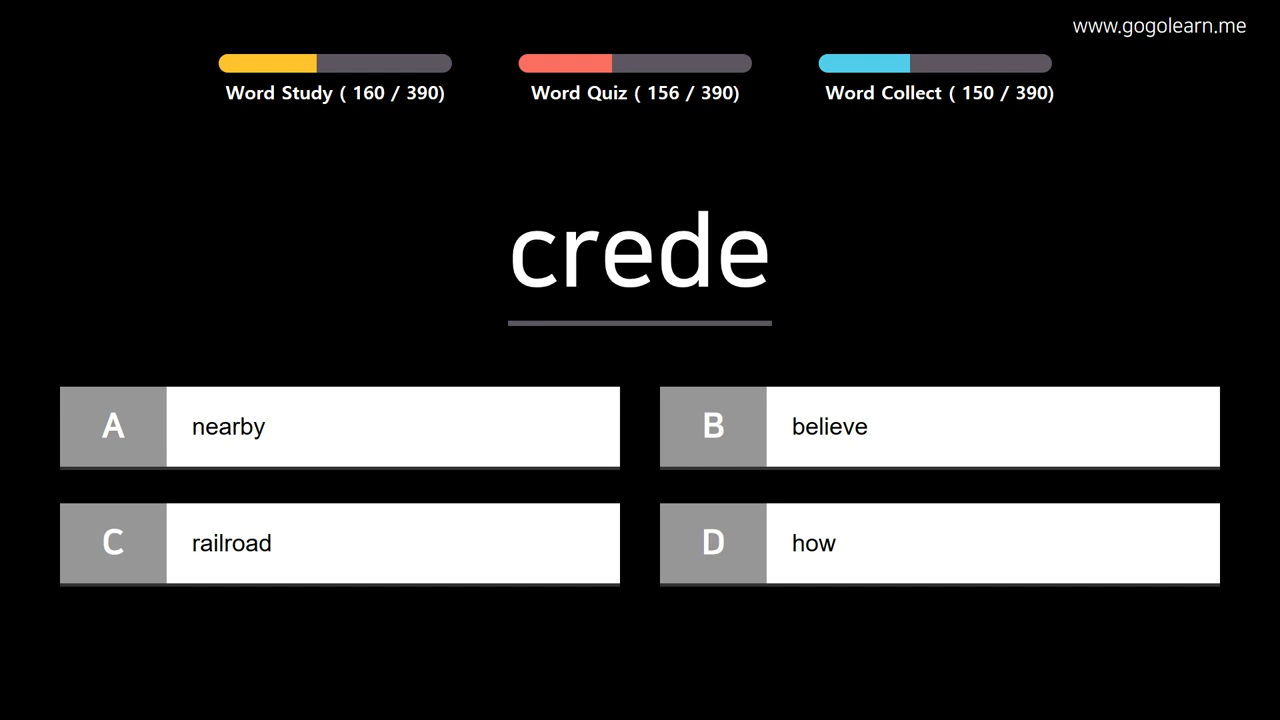 www.gogolearn.me
Word Study ( 160 / 390)
Word Quiz ( 156 / 390)
Word Collect ( 150 / 390)
crede
A nearby
B believe
C railroad
D how